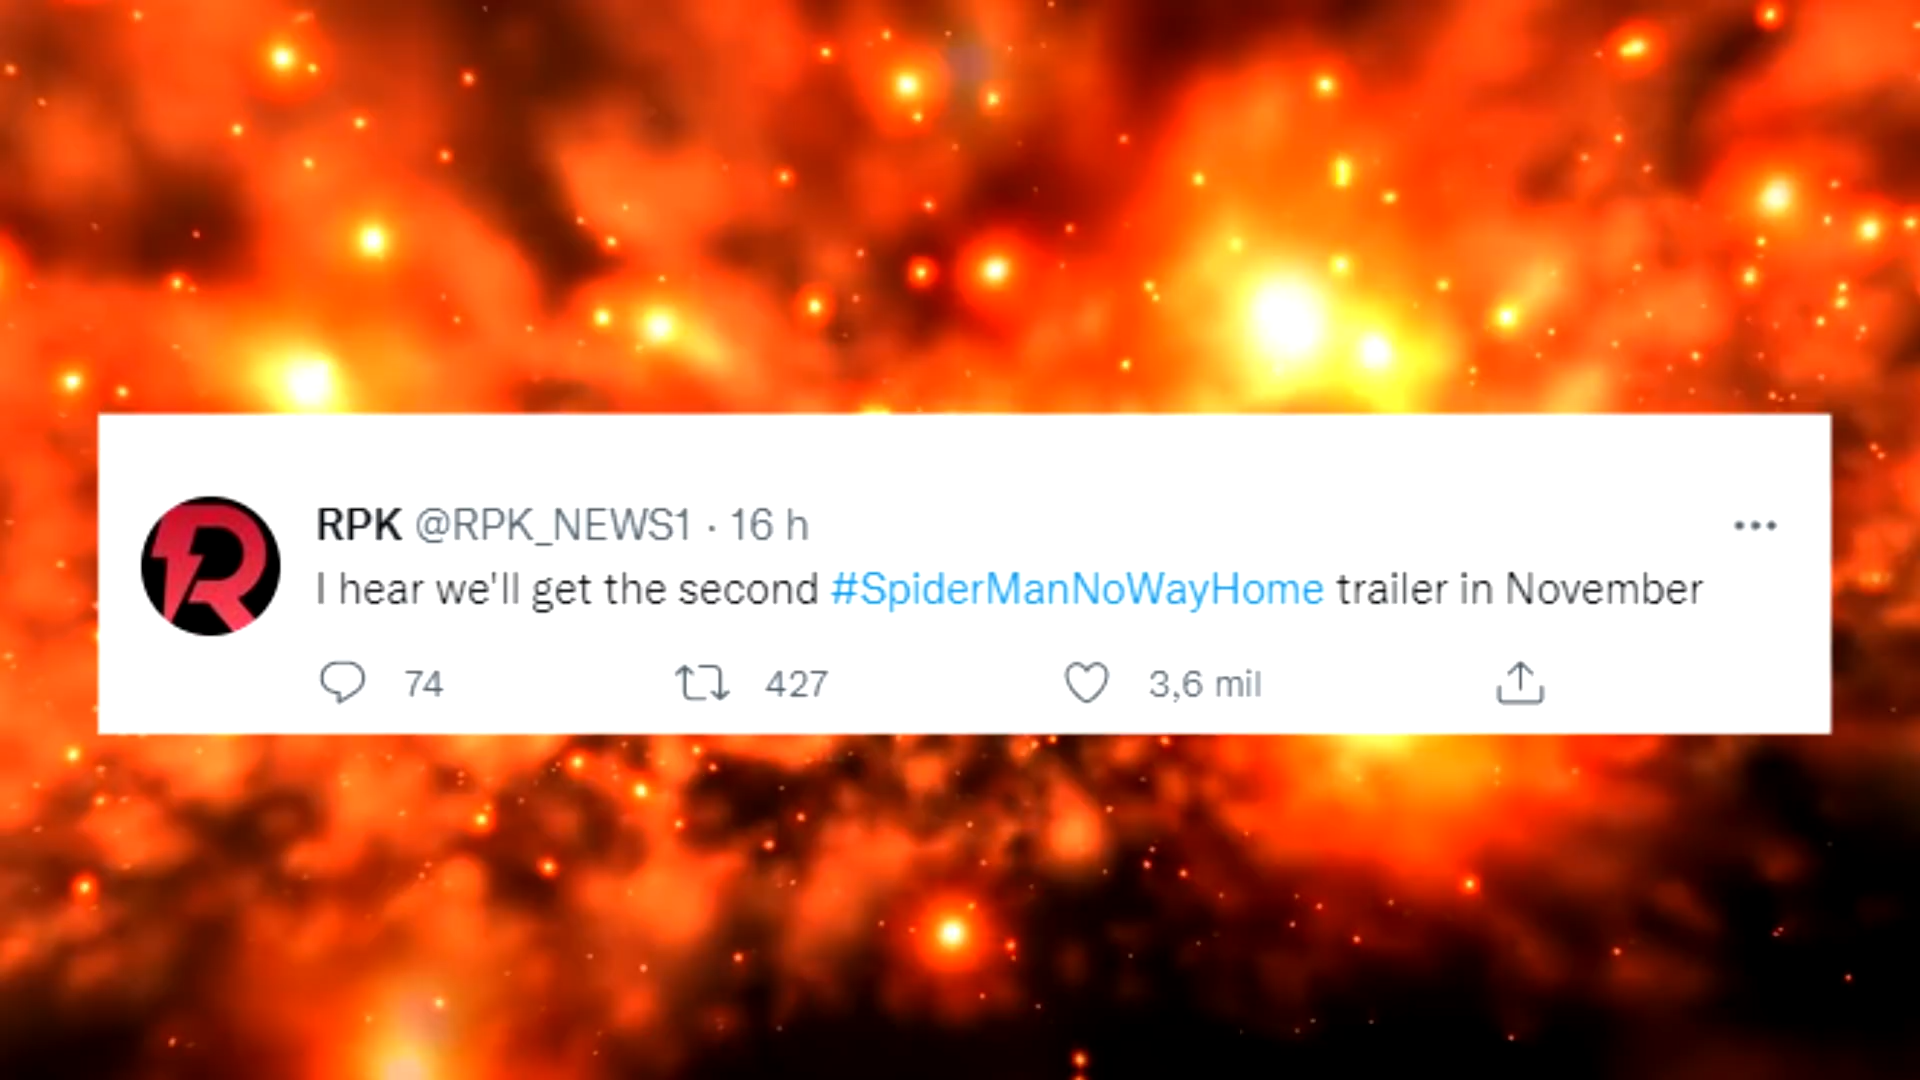 RPK @RPK_NEWS1 · 16 h
I hear we'll get the second #SpiderManNoWayHome trailer in November
74 427 3,6 mil